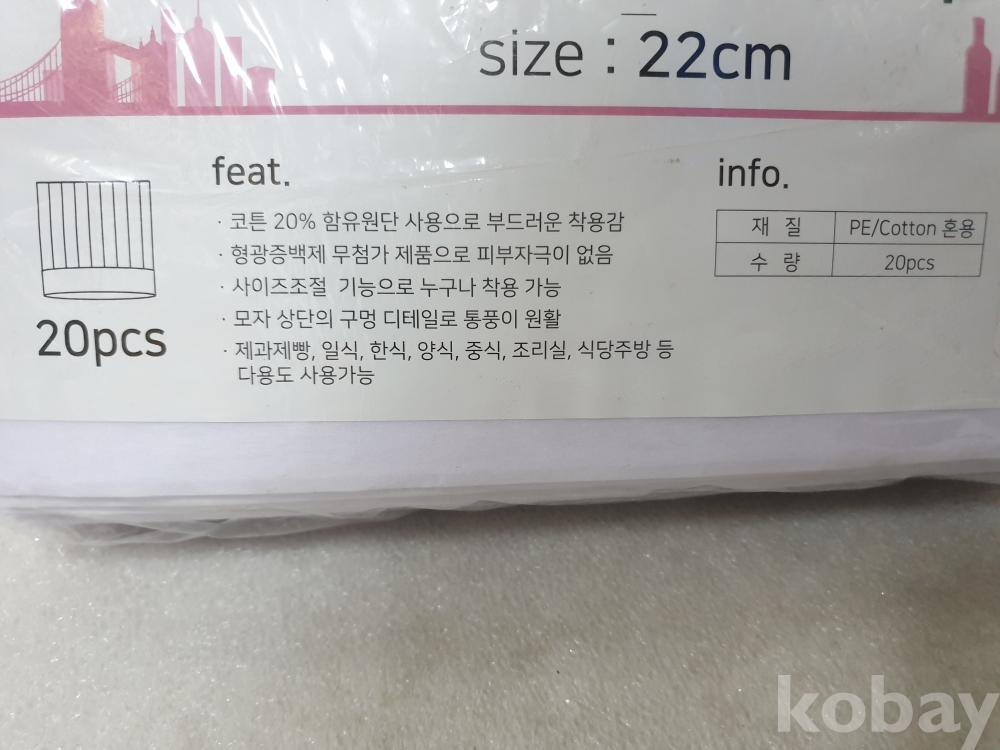 size : 22cm
feat.
· 코튼 20% 함유원단 사용으로 부드러운 착용감
· 형광증백제 무첨가 제품으로 피부자극이 없음
· 사이즈조절 기능으로 누구나 착용 가능
· 모자 상단의 구멍 디테일로 통풍이 원활
· 제과제빵, 일식, 한식, 양식, 중식, 조리실, 식당주방 등
다용도 사용가능
20pcs
info.
재 질 PE/Cotton 혼용
수 량 20pcs
kobay